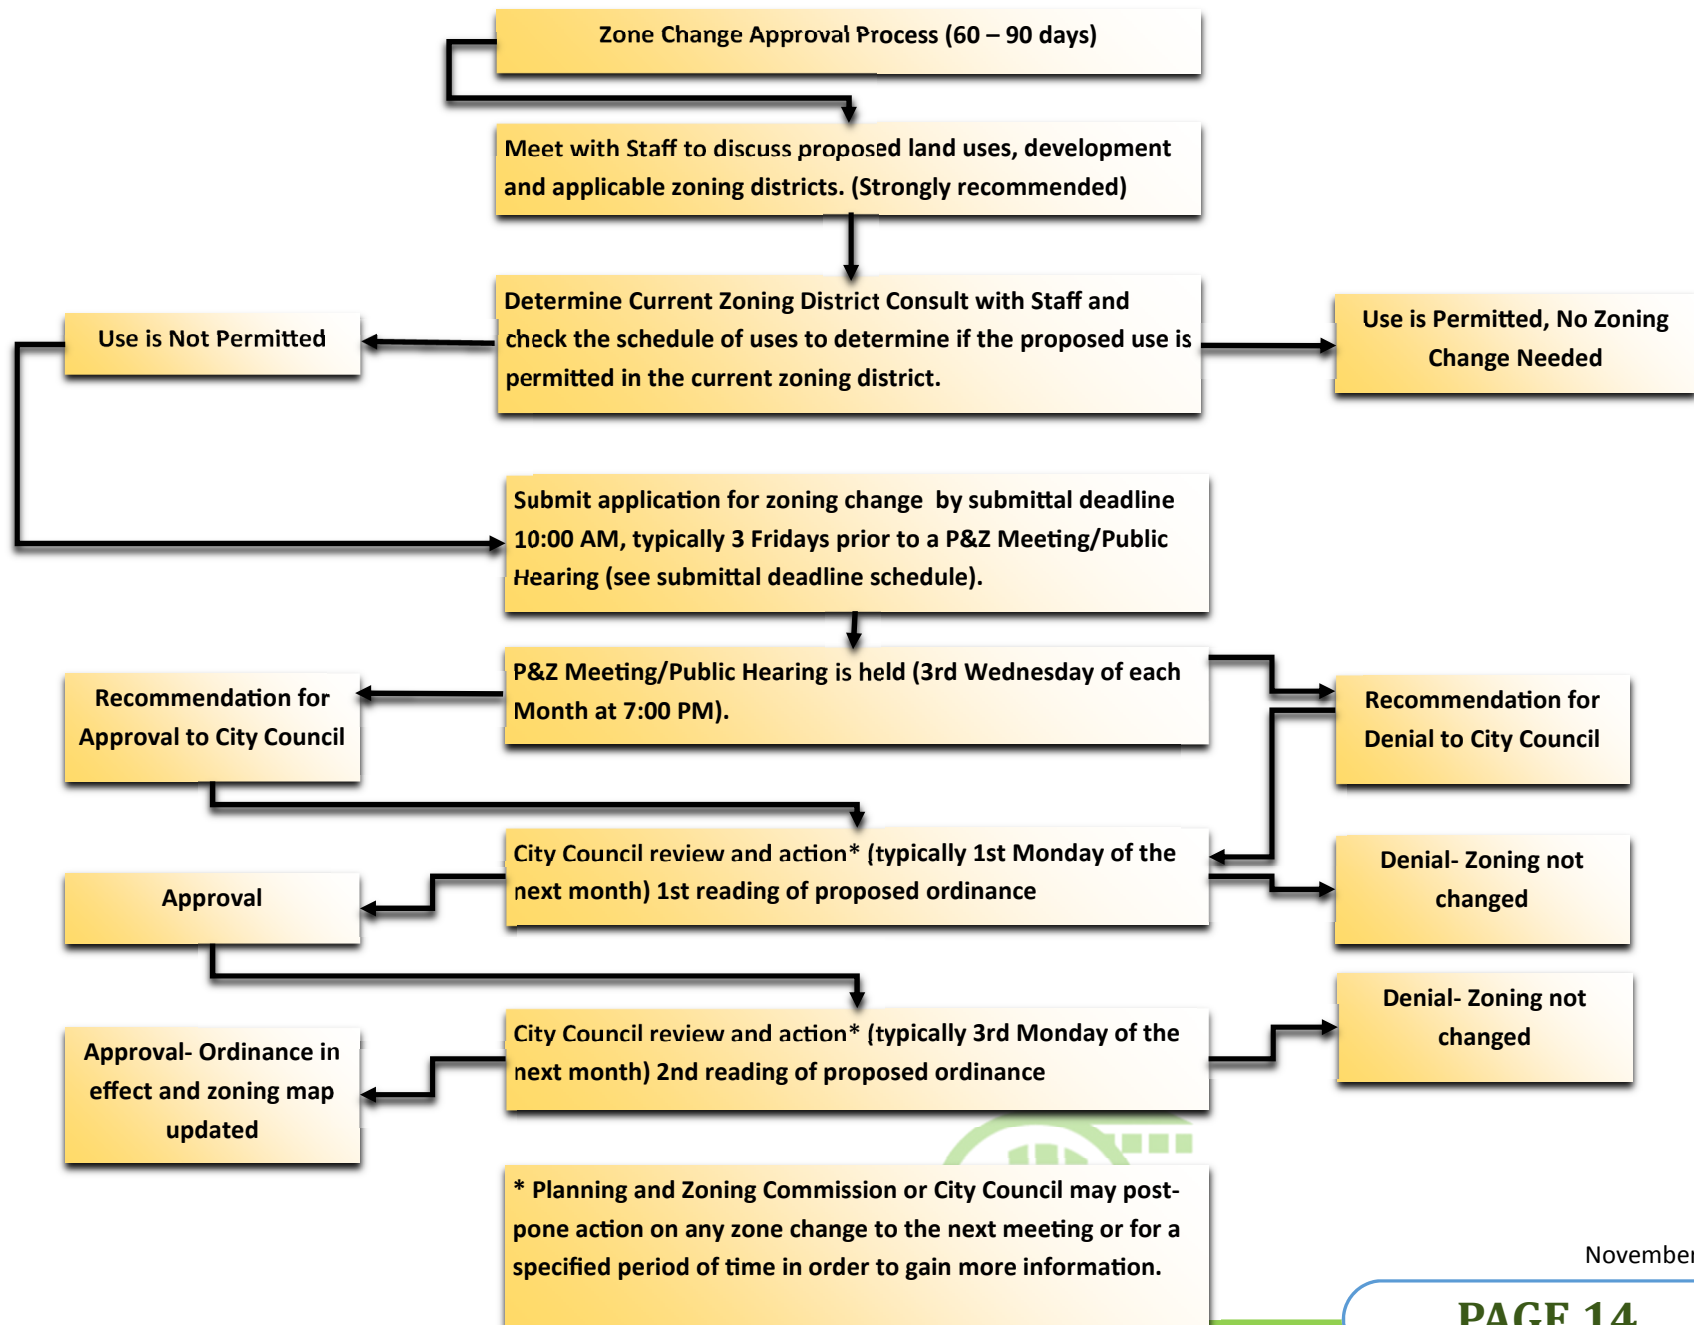 Zone Change Approval Process (60 – 90 days)
Meet with Staff to discuss proposed land uses, development
and applicable zoning districts. (Strongly recommended)
Determine Current Zoning District Consult with Staff and
check the schedule of uses to determine if the proposed use is
permitted in the current zoning district.
Use is Not Permitted
Use is Permitted, No Zoning
Change Needed
Submit application for zoning change by submittal deadline
10:00 AM, typically 3 Fridays prior to a P&Z Meeting/Public
Hearing (see submittal deadline schedule).
P&Z Meeting/Public Hearing is held (3rd Wednesday of each
Month at 7:00 PM).
Recommendation for
Approval to City Council
Recommendation for
Denial to City Council
City Council review and action* (typically 1st Monday of the
next month) 1st reading of proposed ordinance
Approval
Denial- Zoning not
changed
City Council review and action* (typically 3rd Monday of the
next month) 2nd reading of proposed ordinance
Approval- Ordinance in
effect and zoning map
updated
Denial- Zoning not
changed
* Planning and Zoning Commission or City Council may post-
pone action on any zone change to the next meeting or for a
specified period of time in order to gain more information.
November
PAGE 14